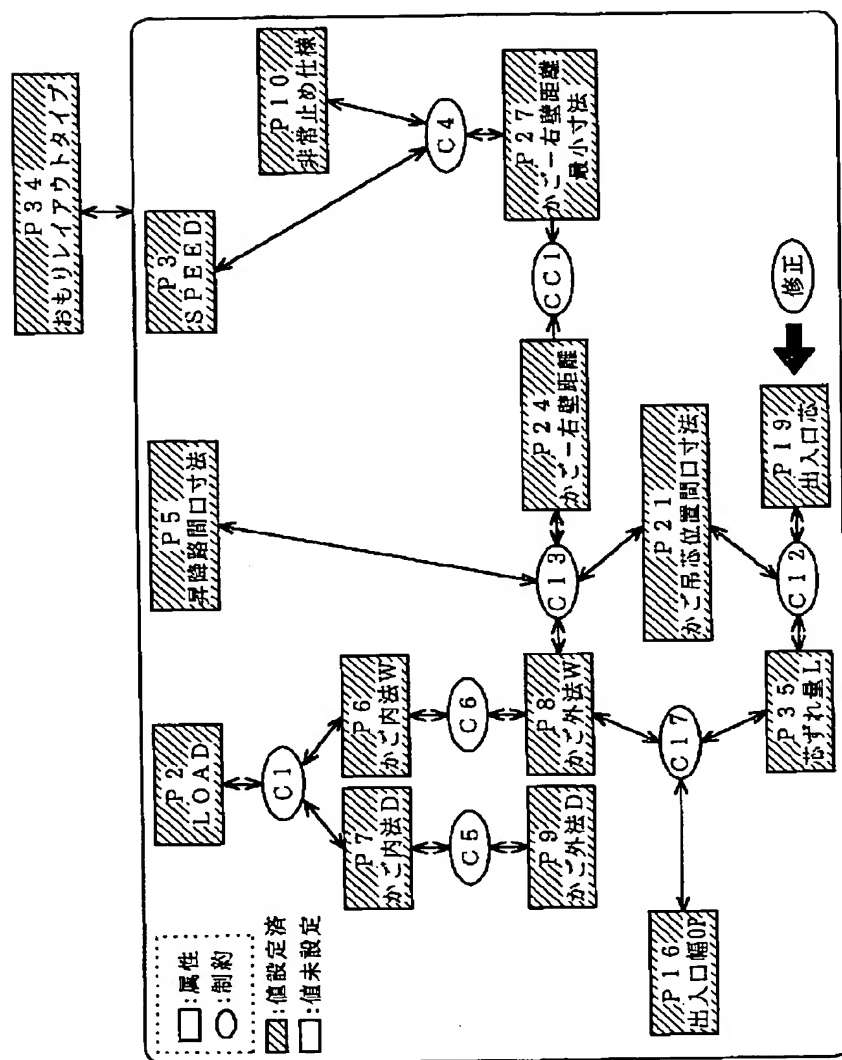 P34
おもりレイアウトタイプ
□:属性
○:制約
:値設定済
□:値未設定
P2
LOAD
P5
昇降路間口寸法
P3
SPEED
P10
非常止め仕様
C1
C4
P7
かご内法D
P6
かご内法W
P27
かごー右壁距離
最小寸法
C5
C6
CC1
P9
かご外法D
P8
かご外法W
C13
P24
かごー右壁距離
C17
P21
かご吊芯位置間口寸法
P16
出入口幅OP
P35
芯ずれ量L
C12
P19
出入口芯
修正